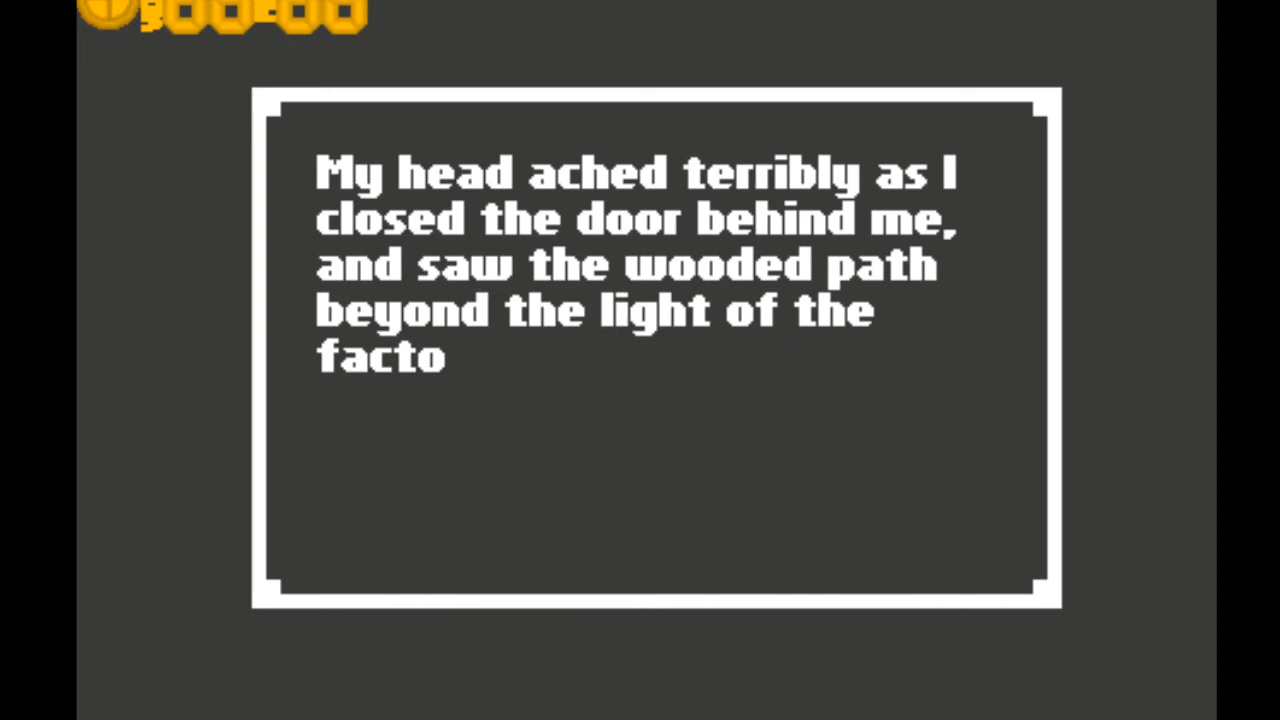 My head ached terribly as I
closed the door behind me,
and saw the wooded path
beyond the light of the
facto